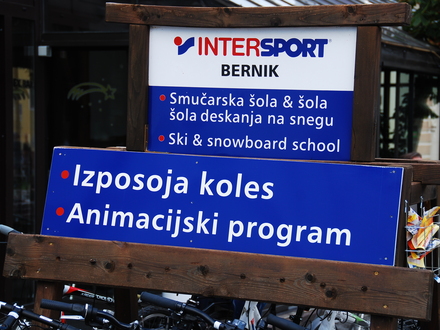 INTERSPORT
BERNIK
• Smučarska šola & šola
šola deskanja na snegu
• Ski & snowboard school
• Izposoja koles
• Animacijski program